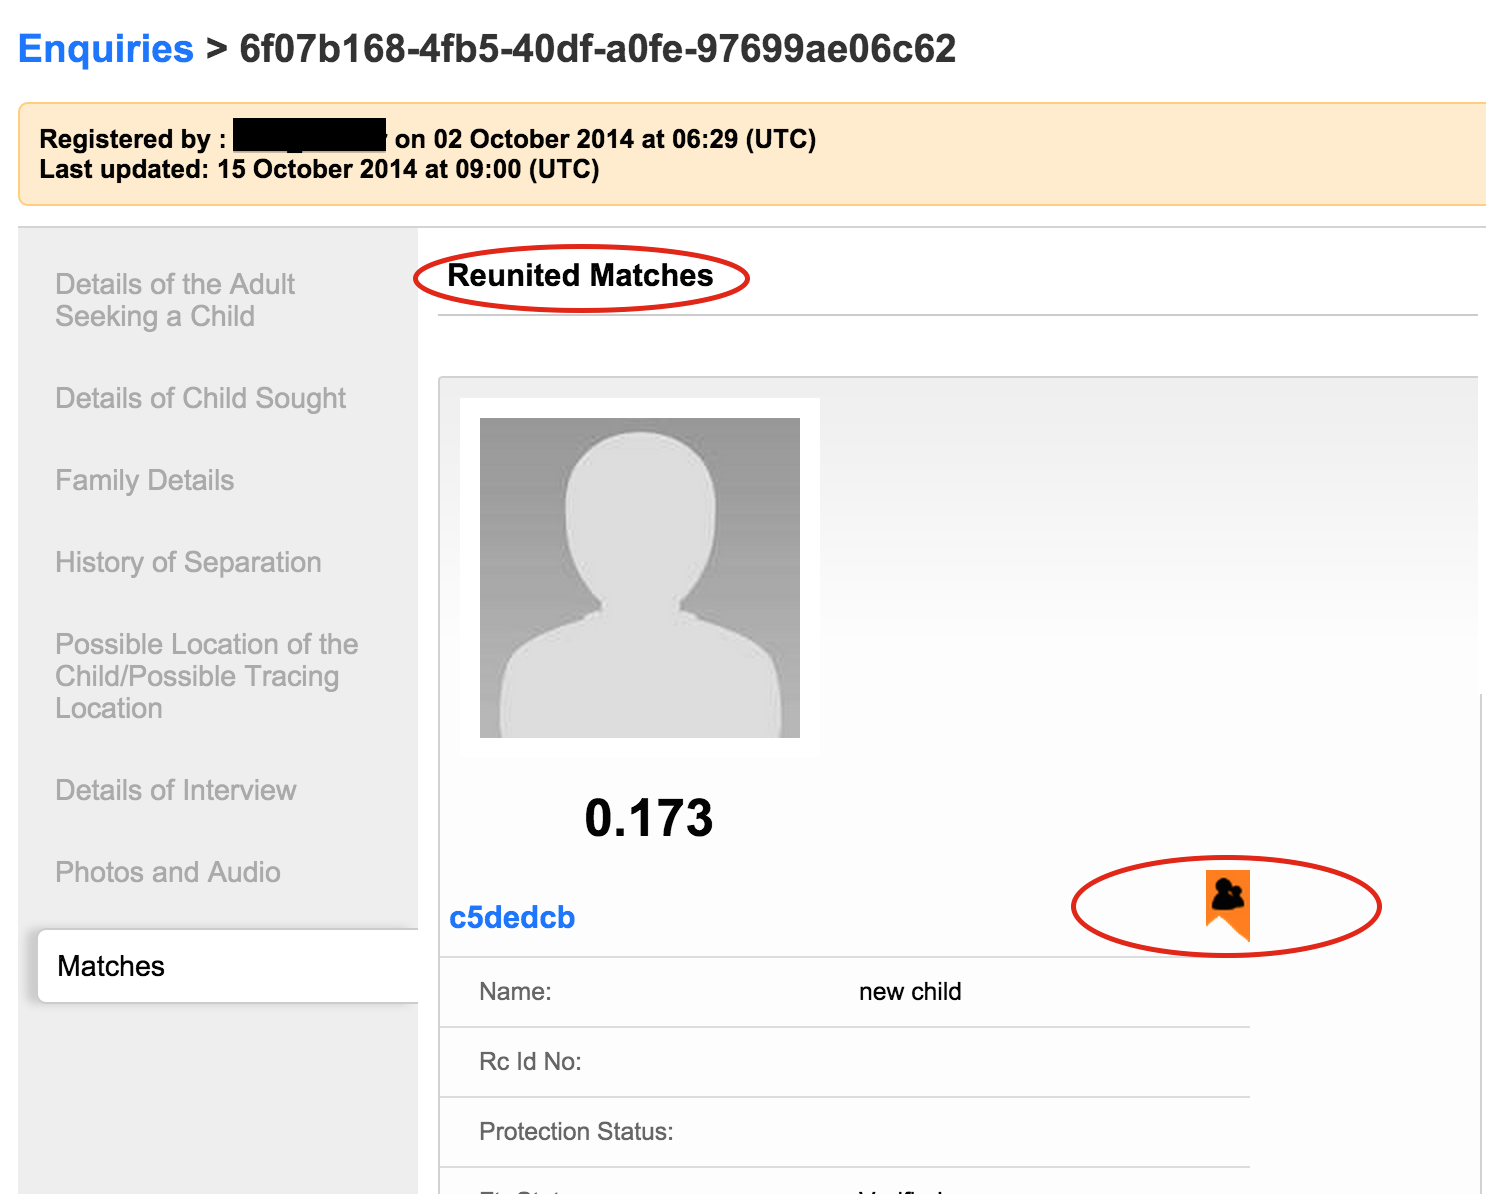 Enquiries > 6f07b168-4fb5-40df-a0fe-97699ae06c62
Registered by : on 02 October 2014 at 06:29 (UTC)
Last updated: 15 October 2014 at 09:00 (UTC)
Details of the Adult
Seeking a Child
Details of Child Sought
Family Details
History of Separation
Possible Location of the
Child/Possible Tracing
Location
Details of Interview
Photos and Audio
Matches
Reunited Matches
0.173
c5dedcb
Name: new child
Rc Id No:
Protection Status: